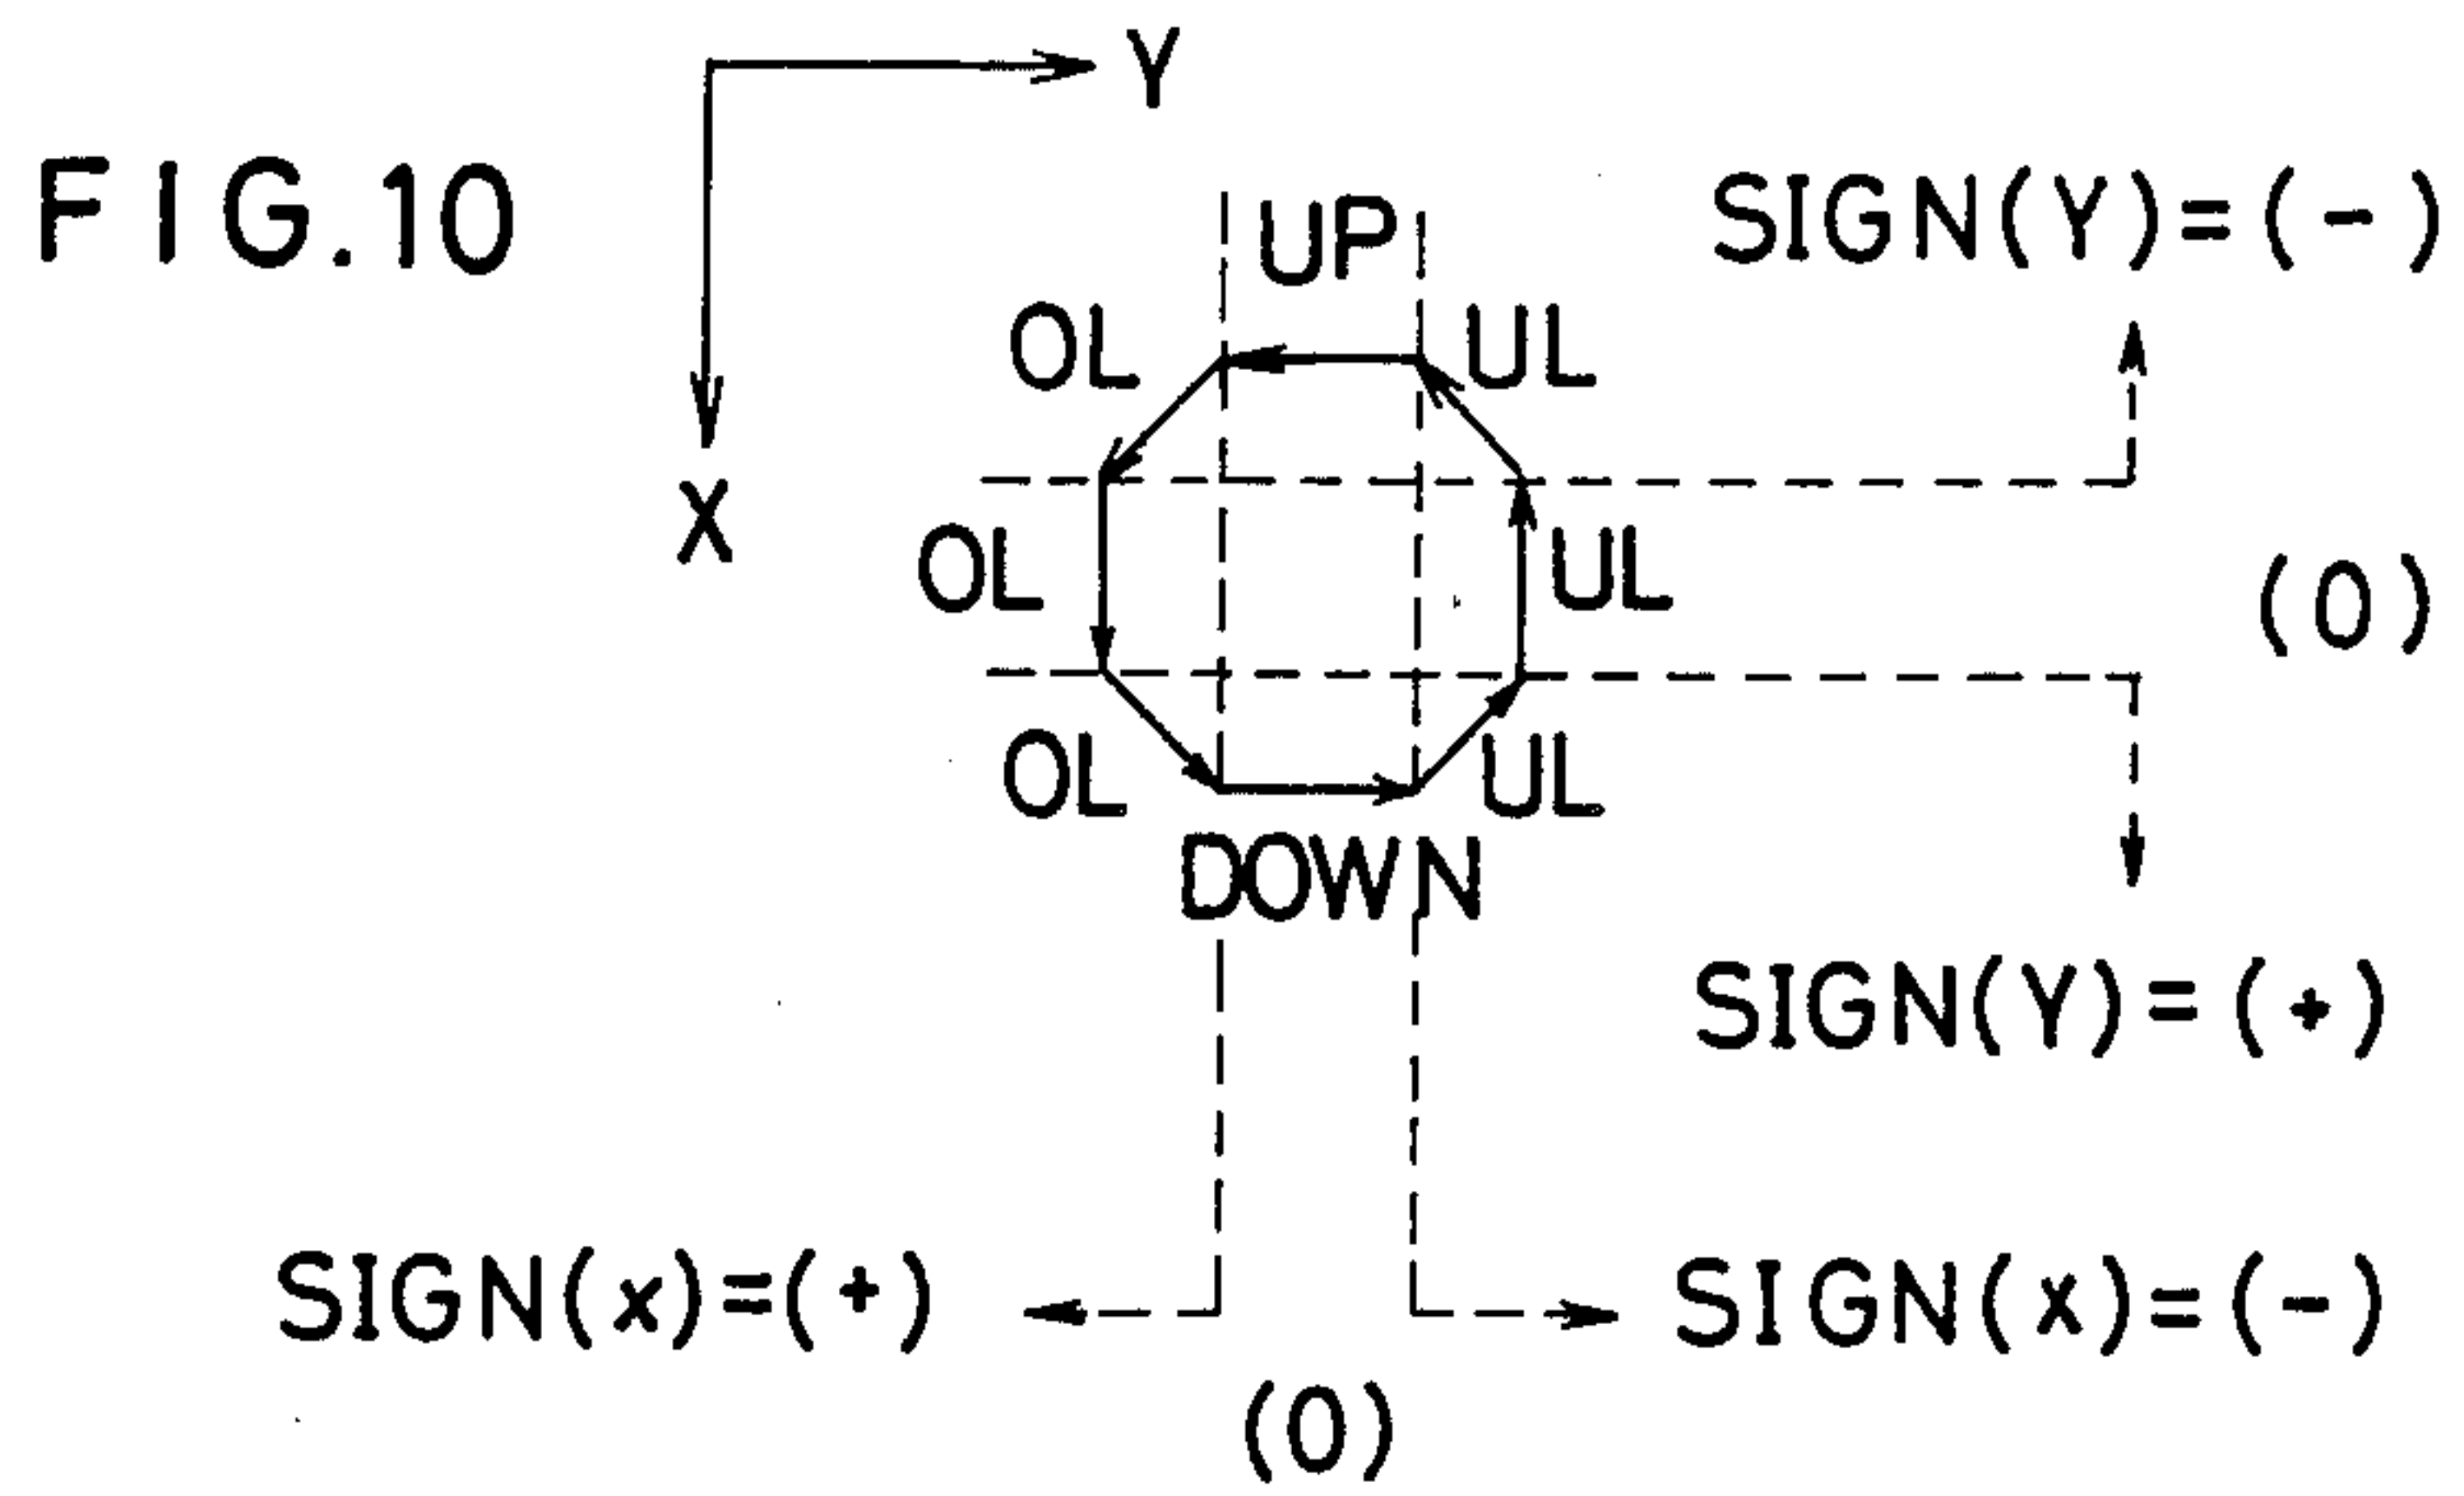 Y
FIG.10
UP
SIGN(Y)=(-)
OL
UL
X
OL
UL
(0)
OL
UL
DOWN
SIGN(Y)=(+)
SIGN(x)=(+)
SIGN(x)=(-)
(0)